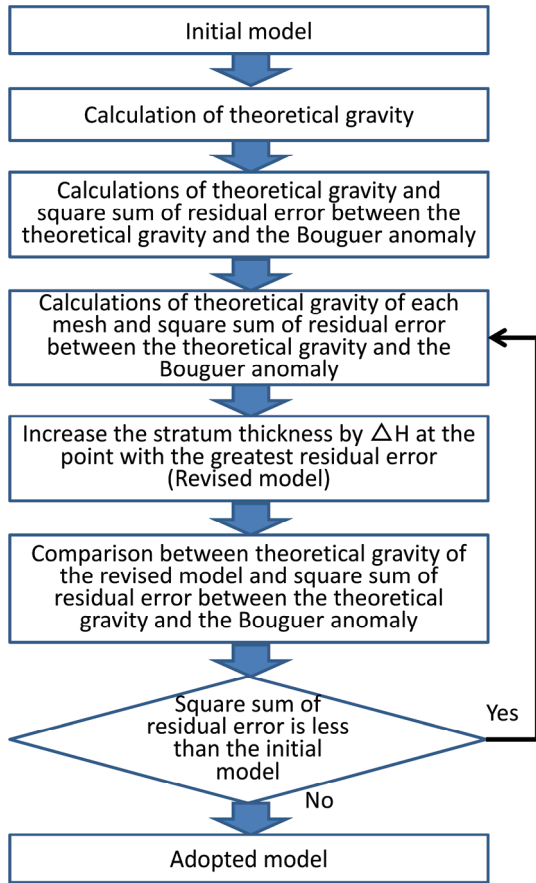 Initial model
Calculation of theoretical gravity
Calculations of theoretical gravity and
square sum of residual error between the
theoretical gravity and the Bouguer anomaly
Calculations of theoretical gravity of each
mesh and square sum of residual error
between the theoretical gravity and the
Bouguer anomaly
Increase the stratum thickness by △H at the
point with the greatest residual error
(Revised model)
Comparison between theoretical gravity of
the revised model and square sum of
residual error between the theoretical
gravity and the Bouguer anomaly
Square sum of
residual error is less
than the initial
model
Yes
No
Adopted model